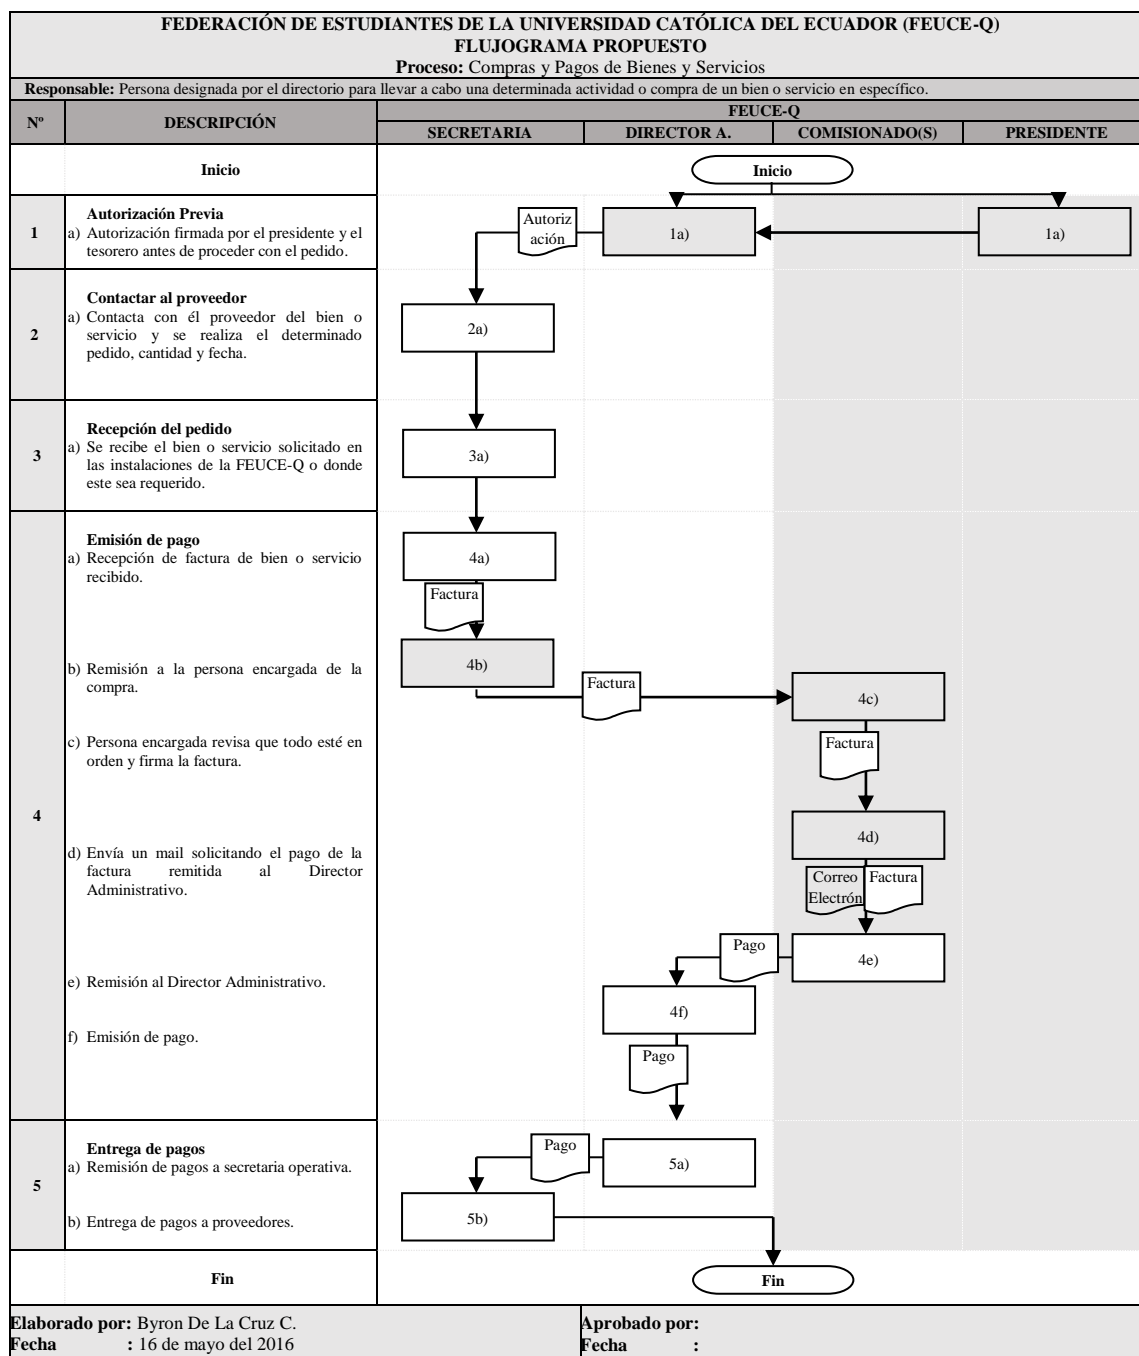 FEDERACIÓN DE ESTUDIANTES DE LA UNIVERSIDAD CATÓLICA DEL ECUADOR (FEUCE-Q)
FLUJOGRAMA PROPUESTO
Proceso: Compras y Pagos de Bienes y Servicios
Responsable: Persona designada por el directorio para llevar a cabo una determinada actividad o compra de un bien o servicio en específico.
Nº
DESCRIPCIÓN
FEUCE-Q
SECRETARIA
DIRECTOR A.
COMISIONADO(S)
PRESIDENTE
Inicio
Inicio
1
Autorización Previa
a) Autorización firmada por el presidente y el
tesorero antes de proceder con el pedido.
Autoriz
ación
1a)
1a)
2
Contactar al proveedor
a) Contacta con él proveedor del bien o
servicio y se realiza el determinado
pedido, cantidad y fecha.
2a)
3
Recepción del pedido
a) Se recibe el bien o servicio solicitado en
las instalaciones de la FEUCE-Q o donde
este sea requerido.
3a)
4
Emisión de pago
a) Recepción de factura de bien o servicio
recibido.
4a)
Factura
b) Remisión a la persona encargada de la
compra.
4b)
Factura
4c)
c) Persona encargada revisa que todo esté en
orden y firma la factura.
Factura
d) Envía un mail solicitando el pago de la
factura remitida al Director
Administrativo.
4d)
Correo
Electrón
Factura
e) Remisión al Director Administrativo.
Pago
4e)
f) Emisión de pago.
4f)
Pago
5
Entrega de pagos
a) Remisión de pagos a secretaria operativa.
Pago
5a)
b) Entrega de pagos a proveedores.
5b)
Fin
Fin
Elaborado por: Byron De La Cruz C.
Fecha : 16 de mayo del 2016
Aprobado por:
Fecha :